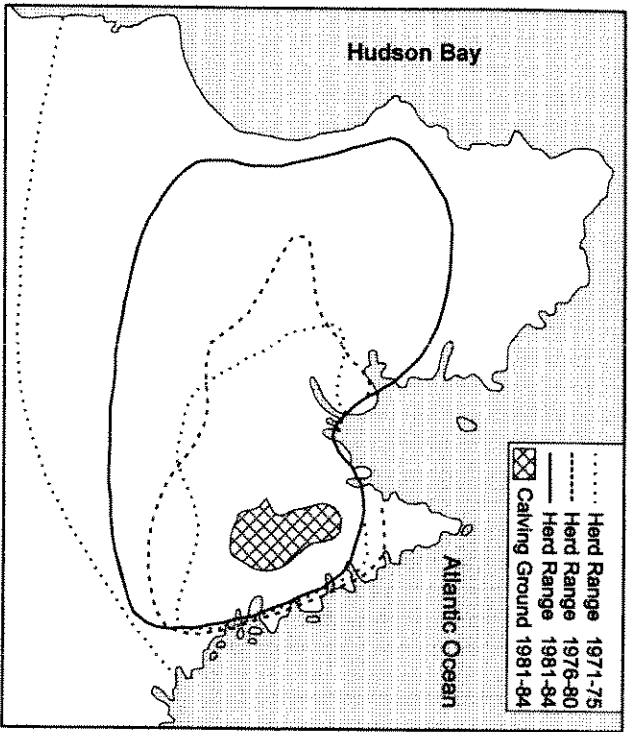 Hudson Bay
Herd Range 1971-75
Herd Range 1976-80
Herd Range 1981-84
Calving Ground 1981-84
Atlantic Ocean